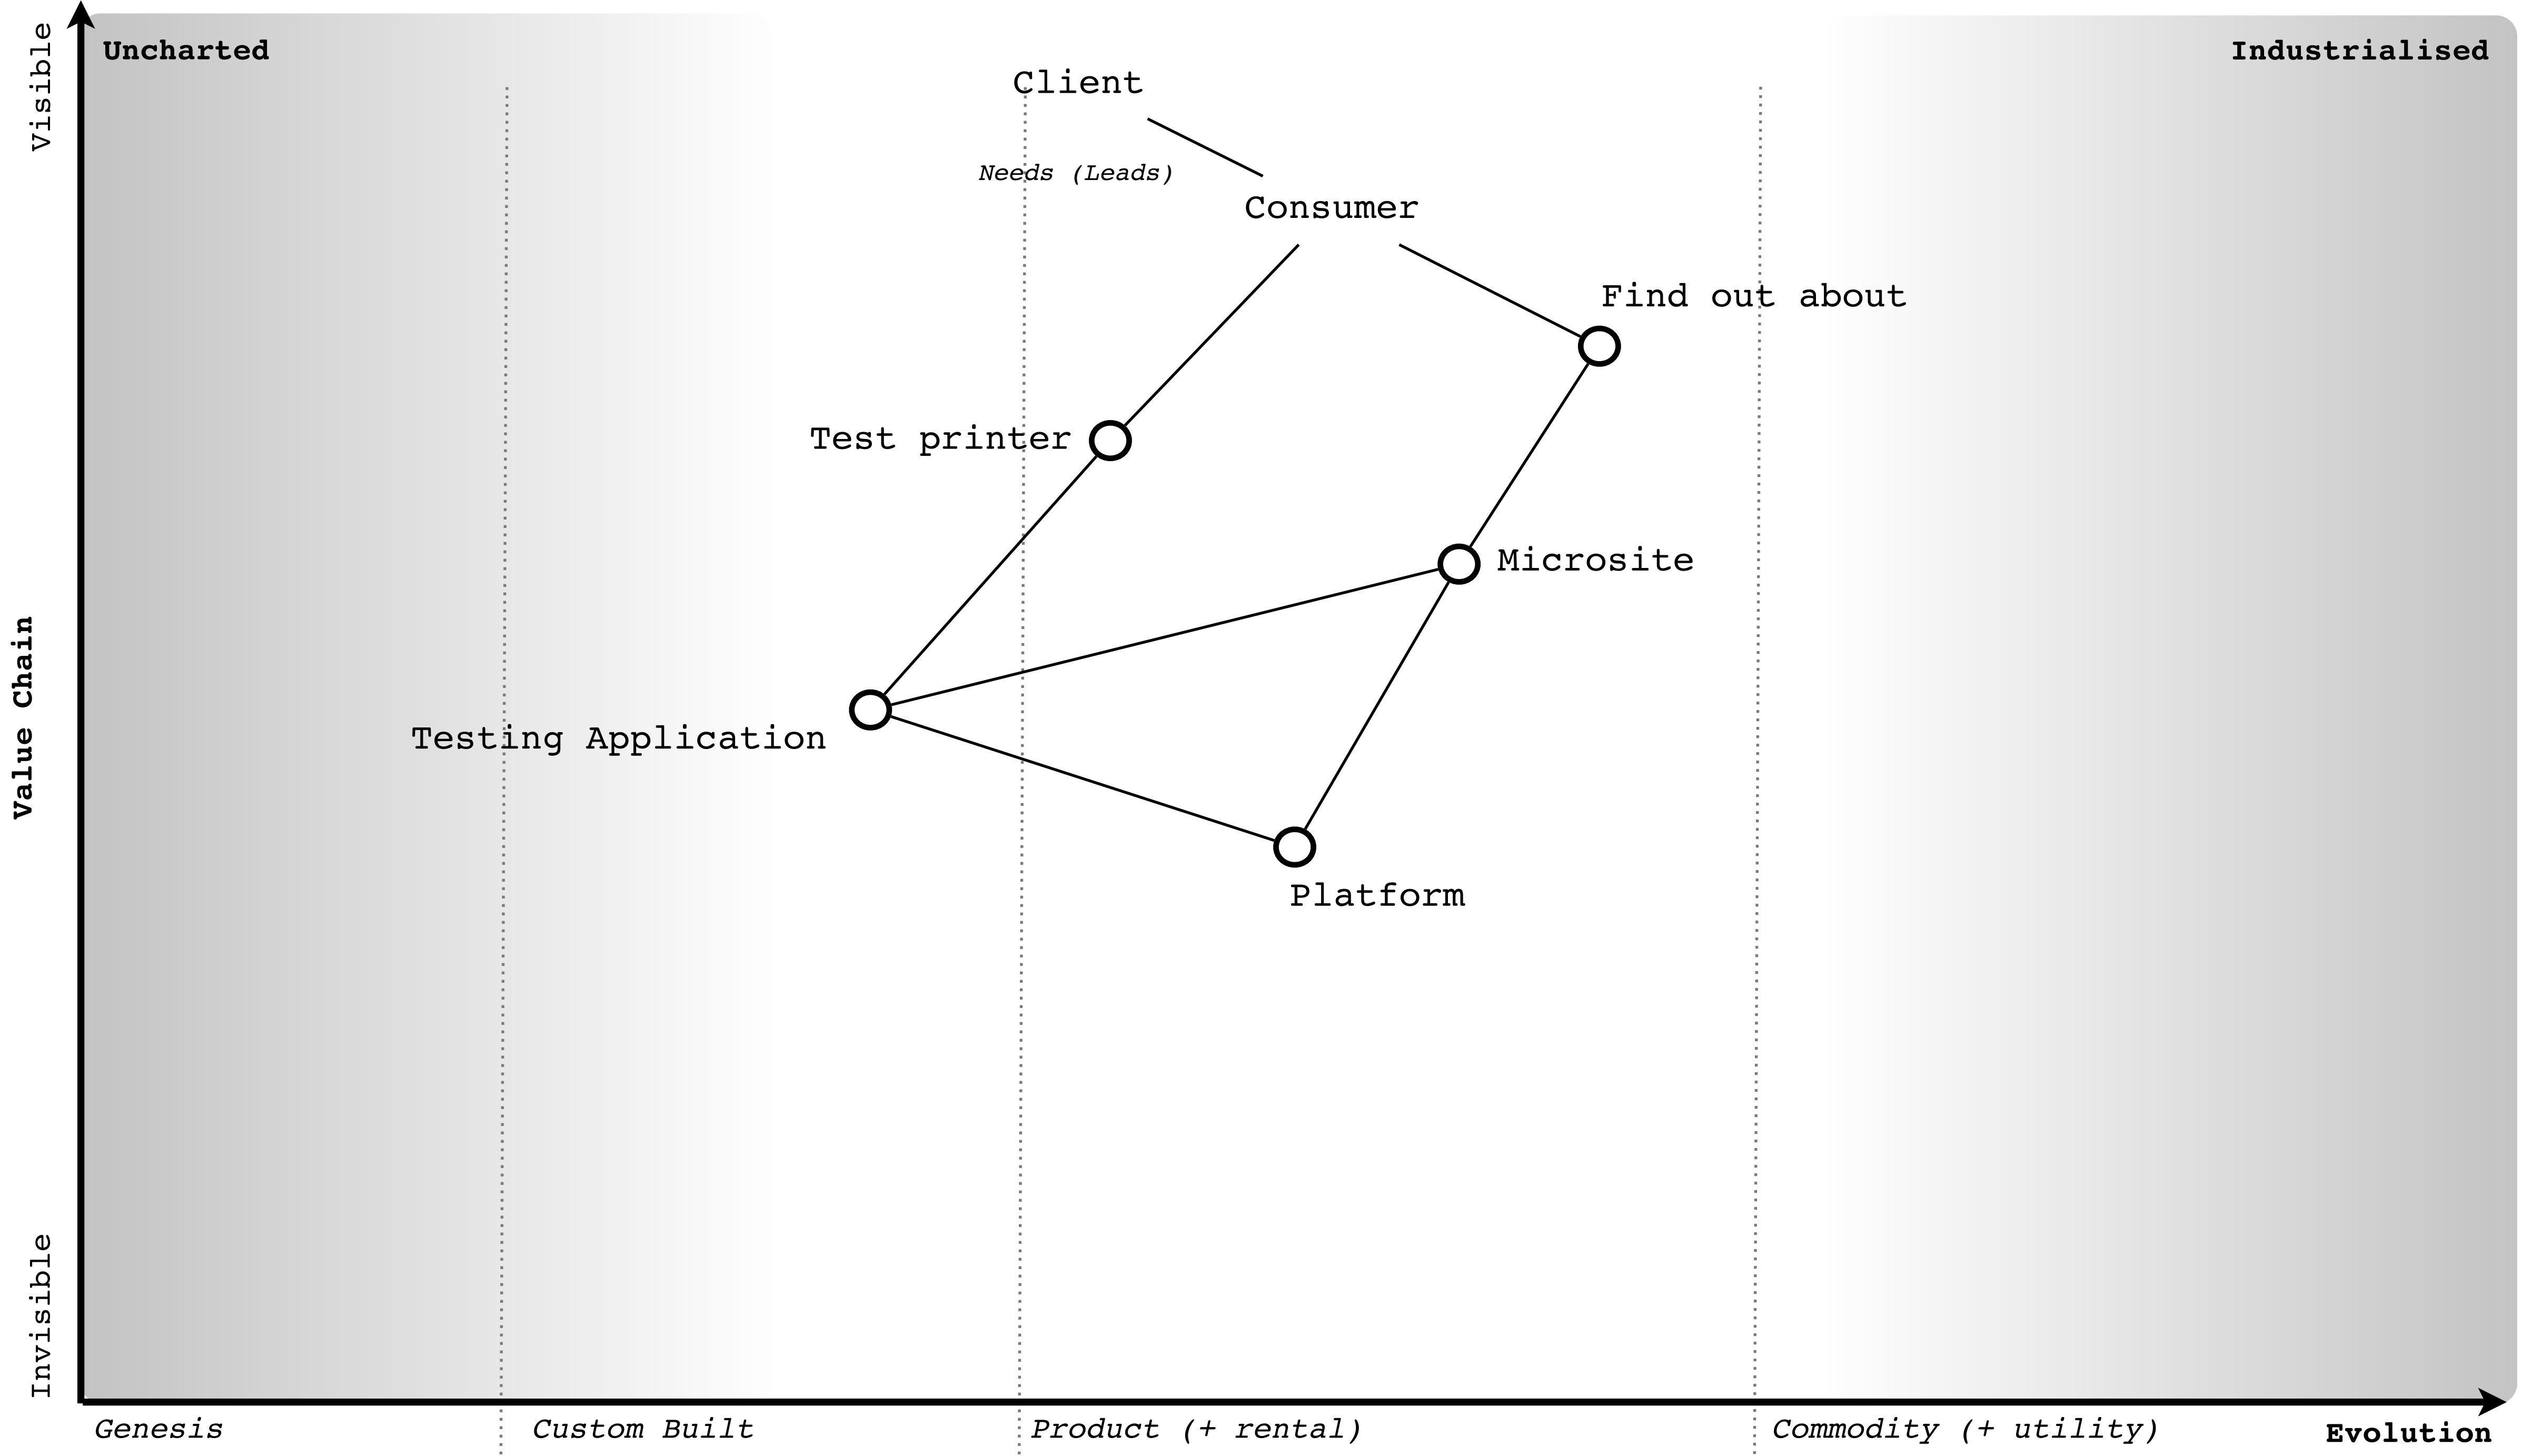 Visible
Uncharted
Industrialised
Client
Needs (Leads)
Consumer
Find out about
Test printer
Microsite
Value Chain
Testing Application
Platform
Invisible
Genesis
Custom Built
Product (+ rental)
Commodity (+ utility)
Evolution